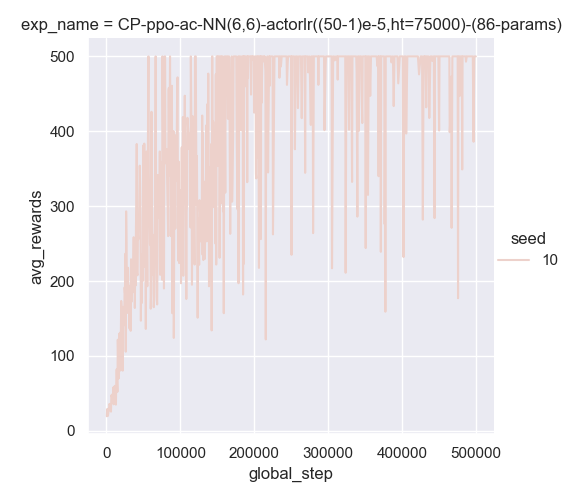 exp_name = CP-ppo-ac-NN(6,6)-actorlr((50-1)e-5,ht=75000)-(86-params)
500
400
300
200
100
0
avg_rewards
0 100000 200000 300000 400000 500000
global_step
seed
10